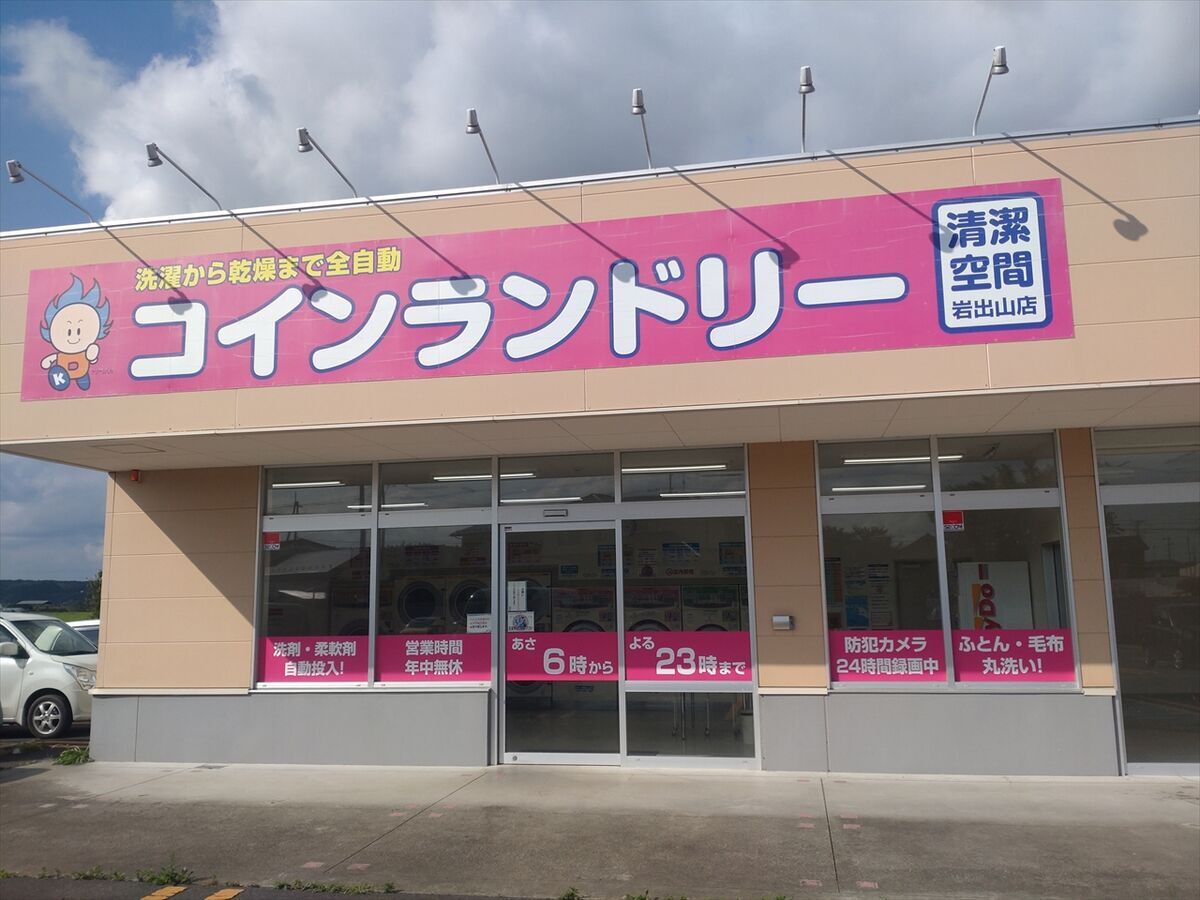 洗濯から乾燥まで全自動
コインランドリー
清潔
空間
岩出山店
K
洗剤・柔軟剤
自動投入!
営業時間
年中無休
あさ
6時から
よる
23時まで
防犯カメラ
24時間録画中
ふとん・毛布
丸洗い!
SECOM